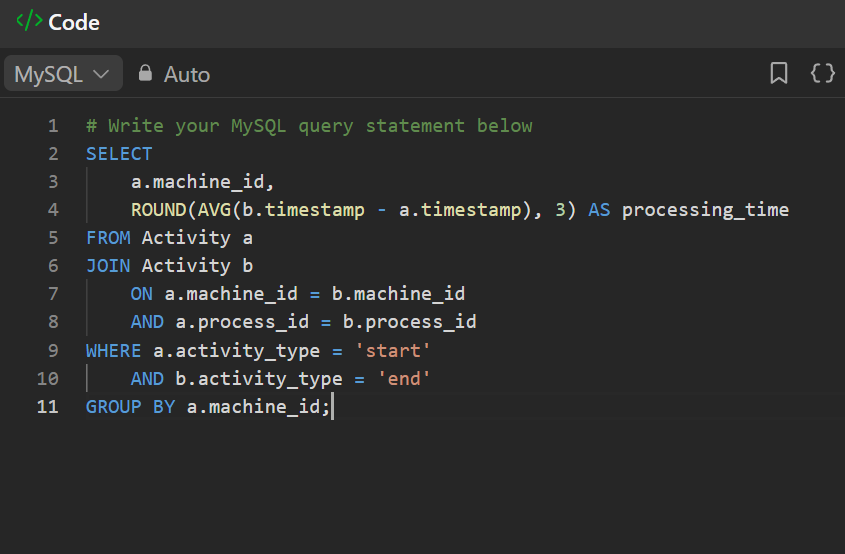 </> Code
MySQL Auto {}
1 # Write your MySQL query statement below
2 SELECT
3     a.machine_id,
4     ROUND(AVG(b.timestamp - a.timestamp), 3) AS processing_time
5 FROM Activity a
6 JOIN Activity b
7     ON a.machine_id = b.machine_id
8     AND a.process_id = b.process_id
9 WHERE a.activity_type = 'start'
10     AND b.activity_type = 'end'
11 GROUP BY a.machine_id;